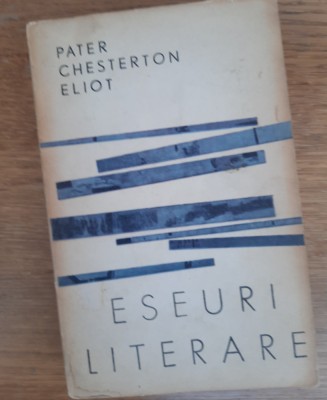 PATER
CHESTERTON
ELIOT
ESEURI
LITERARE